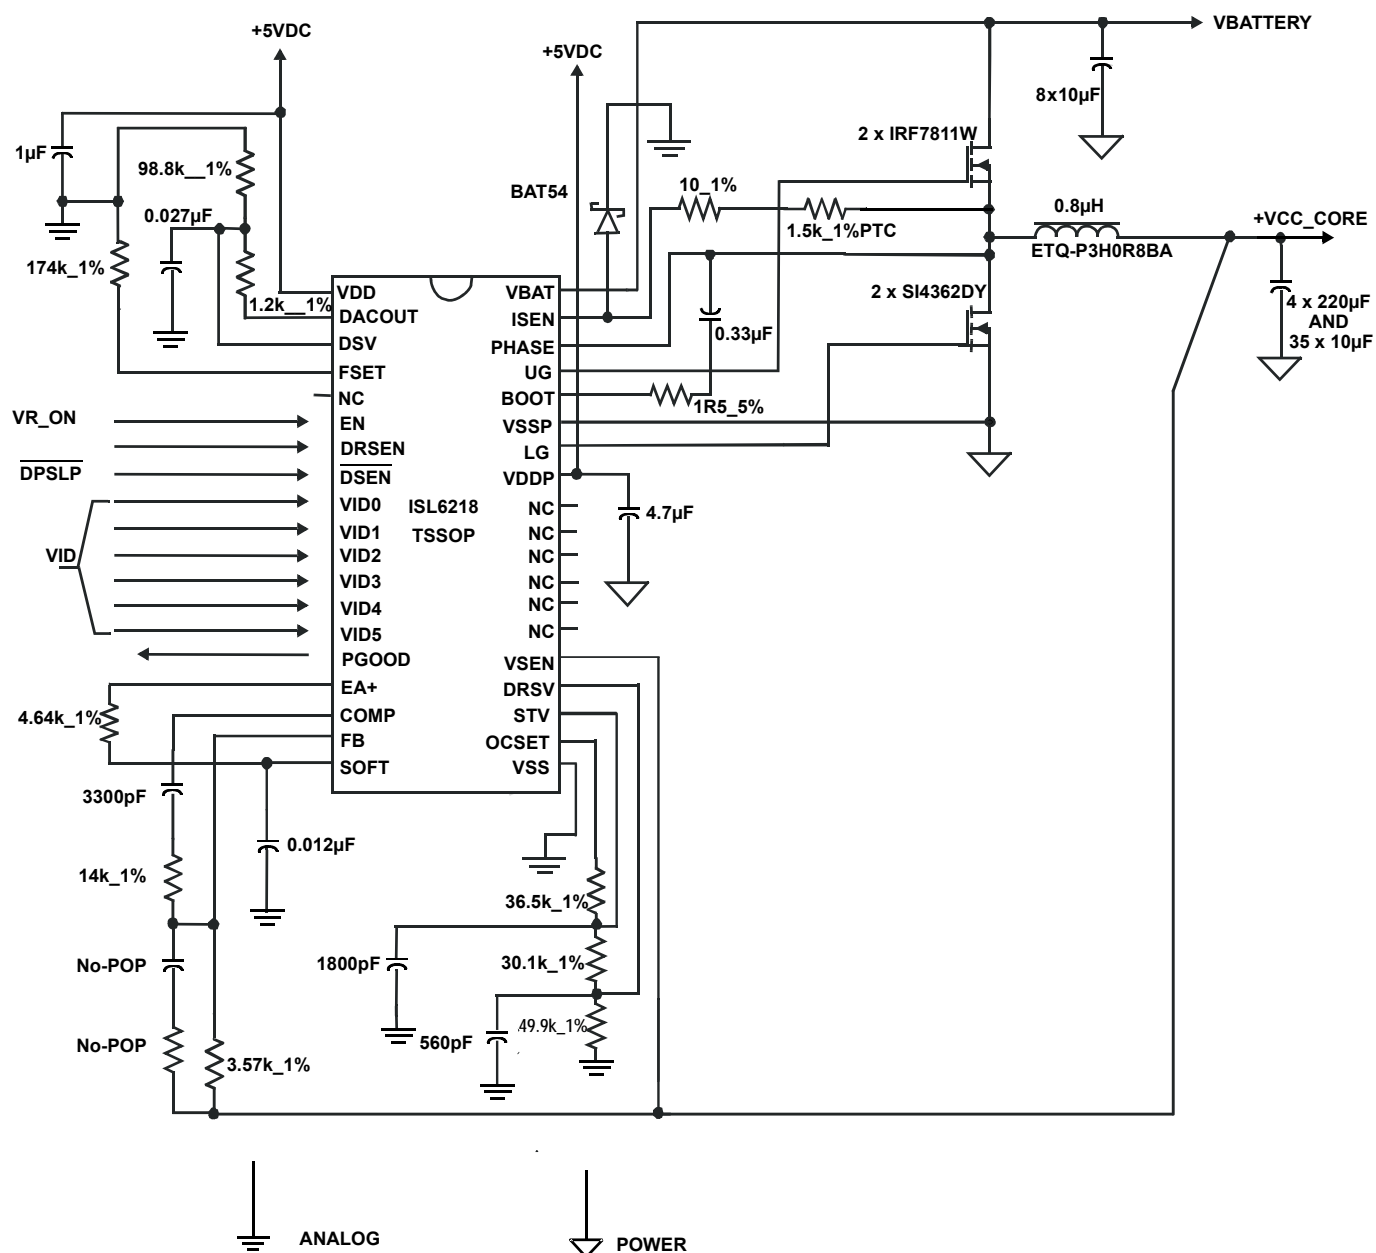 VBATTERY
+5VDC
+5VDC
8x10µF
2 x IRF7811W
1µF
98.8k__1%
BAT54
10_1%
0.027µF
1.5k_1%PTC
0.8µH
+VCC_CORE
ETQ-P3H0R8BA
174k_1%
1.2k__1%
2 x SI4362DY
4 x 220µF
AND
35 x 10µF
0.33µF
1R5_5%
VDD
DACOUT
DSV
FSET
NC
EN
DRSEN
DSEN
VID0
VID1
VID2
VID3
VID4
VID5
PGOOD
EA+
COMP
FB
SOFT
ISL6218
TSSOP
VBAT
ISEN
PHASE
UG
BOOT
VSSP
LG
VDDP
NC
NC
NC
NC
NC
NC
VSEN
DRSV
STV
OCSET
VSS
VR_ON
DPSLP
VID
4.7µF
4.64k_1%
3300pF
0.012µF
14k_1%
36.5k_1%
No-POP
1800pF
30.1k_1%
No-POP
560pF
49.9k_1%
3.57k_1%
ANALOG
POWER